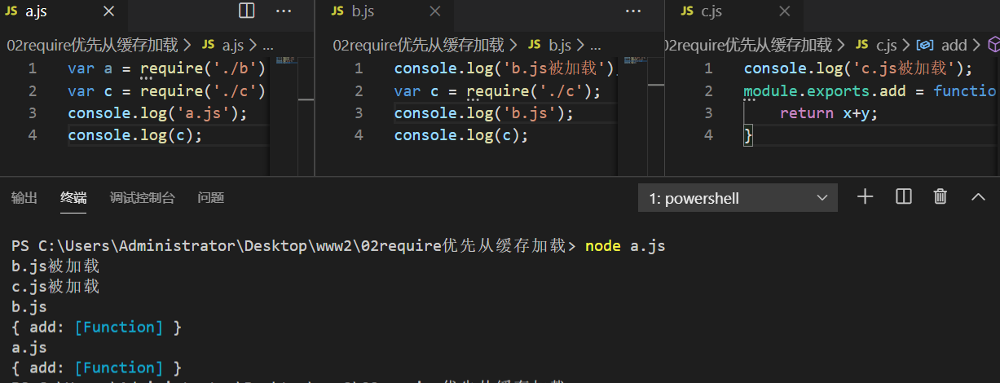 JS a.js
JS b.js
JS c.js
02require优先从缓存加载 > JS a.js > ...
02require优先从缓存加载 > JS b.js > ...
02require优先从缓存加载 > JS c.js > add >
1 var a = require('./b')
2 var c = require('./c')
3 console.log('a.js');
4 console.log(c);
1 console.log('b.js被加载')
2 var c = require('./c');
3 console.log('b.js');
4 console.log(c);
1 console.log('c.js被加载');
2 module.exports.add = functio
3 return x+y;
4 }
输出 终端 调试控制台 问题
1: powershell
PS C:\Users\Administrator\Desktop\www2\02require优先从缓存加载> node a.js
b.js被加载
c.js被加载
b.js
{ add: [Function] }
a.js
{ add: [Function] }